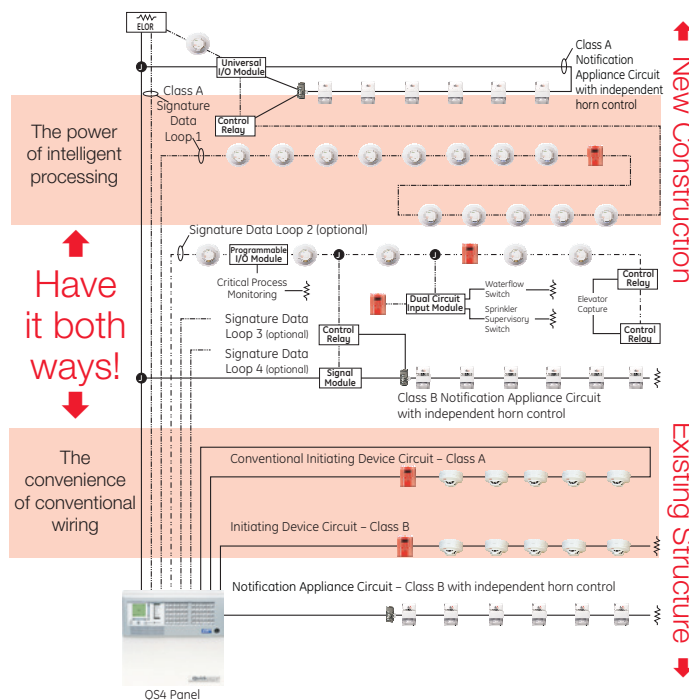 ELOR
Universal
I/O Module
Class A
Notification
Appliance Circuit
with independent
horn control
New Construction
Class A
Signature
Data
Loop 1
Control
Relay
The power
of intelligent
processing
Signature Data Loop 2 (optional)
Programmable
I/O Module
Critical Process
Monitoring
Dual Circuit
Input Module
Waterflow
Switch
Sprinkler
Supervisory
Switch
Elevator
Capture
Control
Relay
Control
Relay
Have
it both
ways!
Signature Data
Loop 3 (optional)
Signature Data
Loop 4 (optional)
Control
Relay
Signal
Module
Class B Notification Appliance Circuit
with independent horn control
Existing Structure
The
convenience
of conventional
wiring
Conventional Initiating Device Circuit – Class A
Initiating Device Circuit – Class B
Notification Appliance Circuit – Class B with independent horn control
QS4 Panel